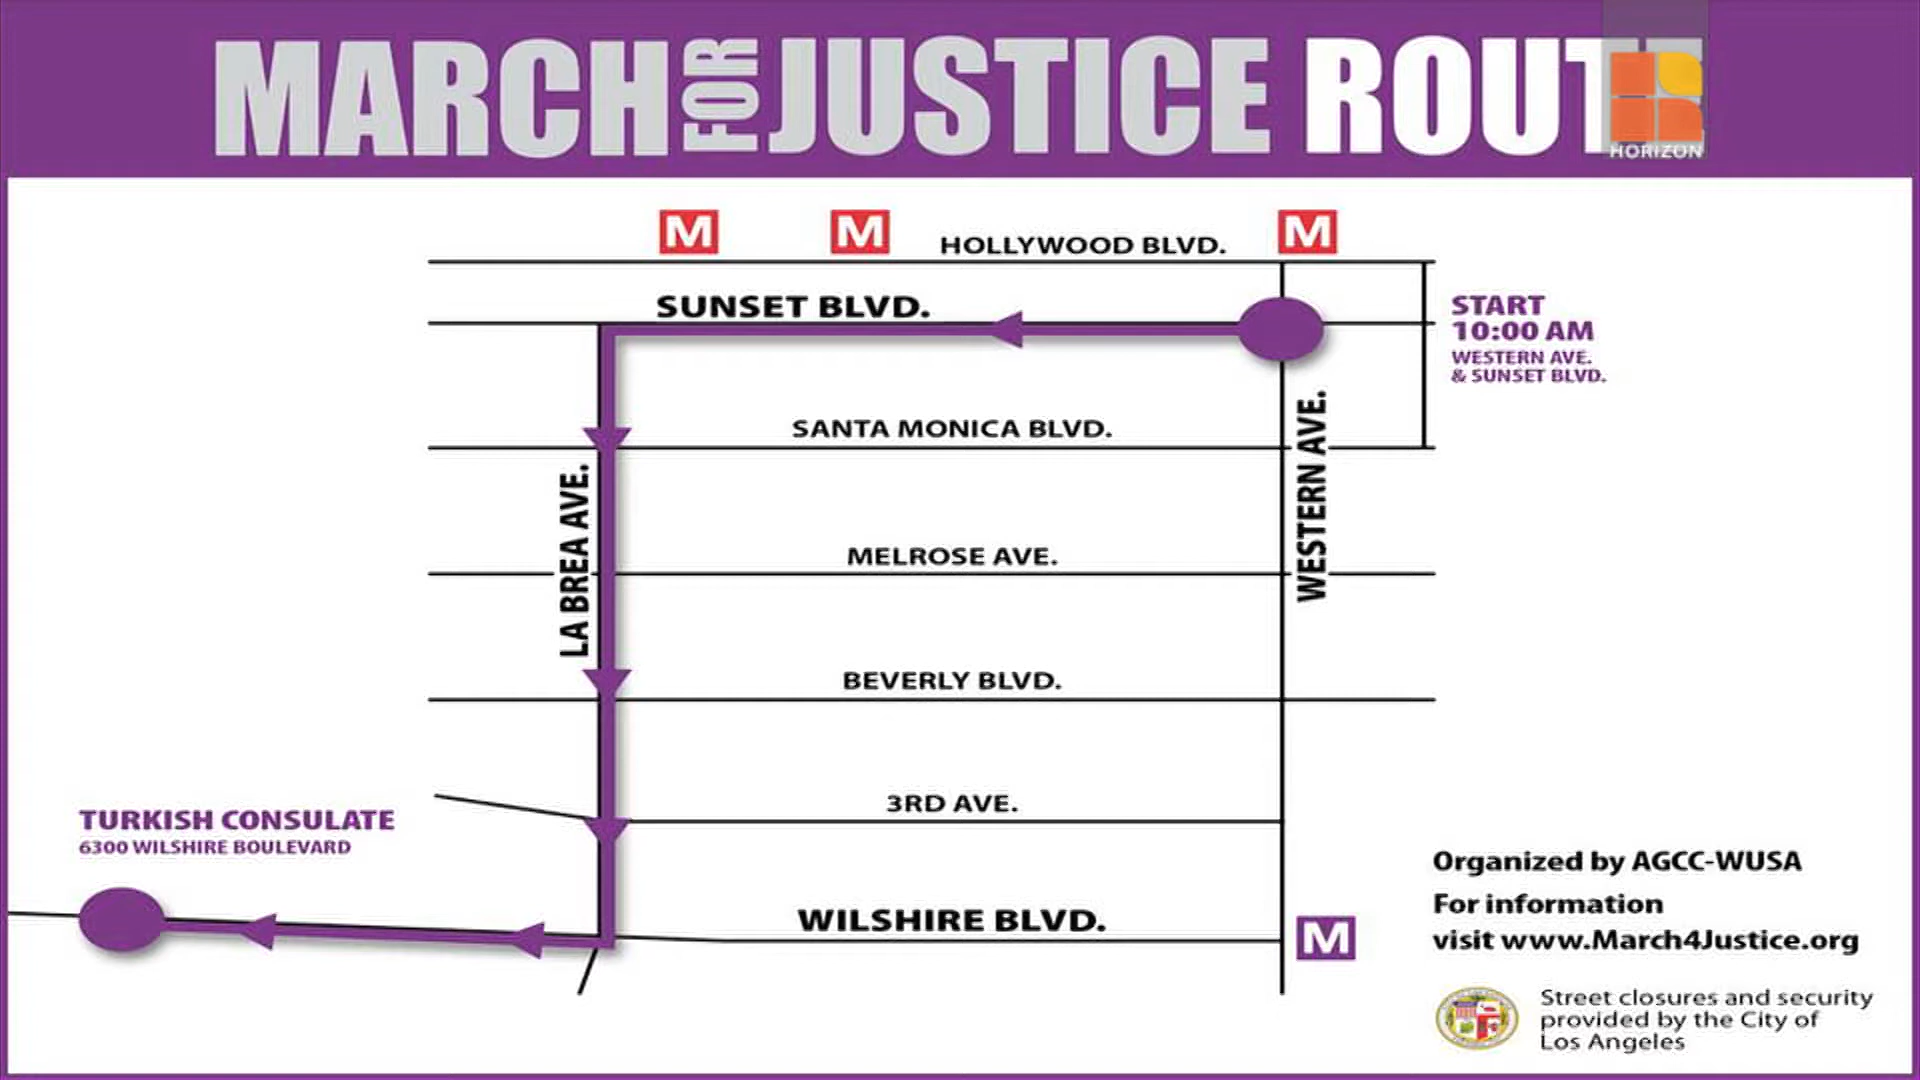 MARCH FOR JUSTICE ROUT
HORIZON
M
M
M
HOLLYWOOD BLVD.
SUNSET BLVD.
START
10:00 AM
WESTERN AVE.
& SUNSET BLVD.
SANTA MONICA BLVD.
WESTERN AVE.
LA BREA AVE.
MELROSE AVE.
BEVERLY BLVD.
3RD AVE.
TURKISH CONSULATE
6300 WILSHIRE BOULEVARD
WILSHIRE BLVD.
M
Organized by AGCC-WUSA
For information
visit www.March4Justice.org
Street closures and security
provided by the City of
Los Angeles